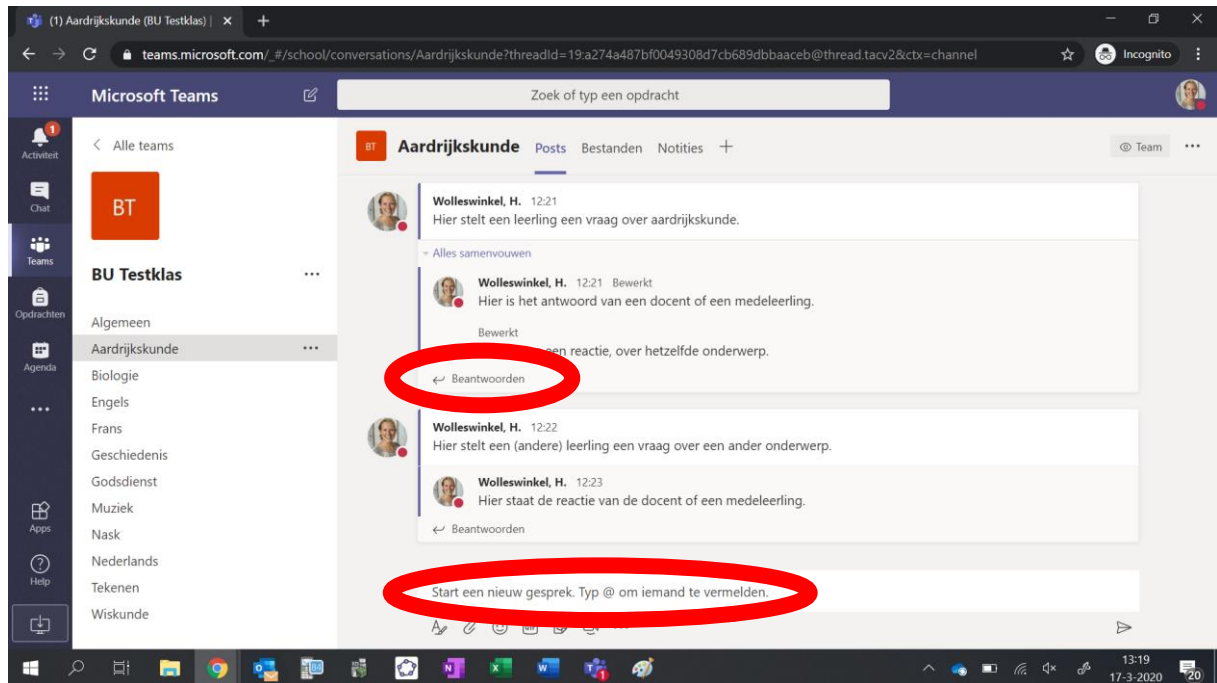 (1) Aardrijkskunde (BU Testklas) |
teams.microsoft.com/_#/school/conversations/Aardrijkskunde?threadId=19:a274a487bf0049308d7cb689dbbaaceb@thread.tacv2&ctx=channel
Incognito
Microsoft Teams
Zoek of typ een opdracht
1
Activiteit
Chat
Teams
Opdrachten
Agenda
Apps
Help
Alle teams
BT
BU Testklas
Algemeen
Aardrijkskunde
Biologie
Engels
Frans
Geschiedenis
Godsdienst
Muziek
Nask
Nederlands
Tekenen
Wiskunde
BT Aardrijkskunde Posts Bestanden Notities
Team
Wolleswinkel, H. 12:21
Hier stelt een leerling een vraag over aardrijkskunde.
Alles samenvouwen
Wolleswinkel, H. 12:21 Bewerkt
Hier is het antwoord van een docent of een medeleerling.
Bewerkt
een reactie, over hetzelfde onderwerp.
Beantwoorden
Wolleswinkel, H. 12:22
Hier stelt een (andere) leerling een vraag over een ander onderwerp.
Wolleswinkel, H. 12:23
Hier staat de reactie van de docent of een medeleerling.
Beantwoorden
Start een nieuw gesprek. Typ @ om iemand te vermelden.
13:19
17-3-2020
20